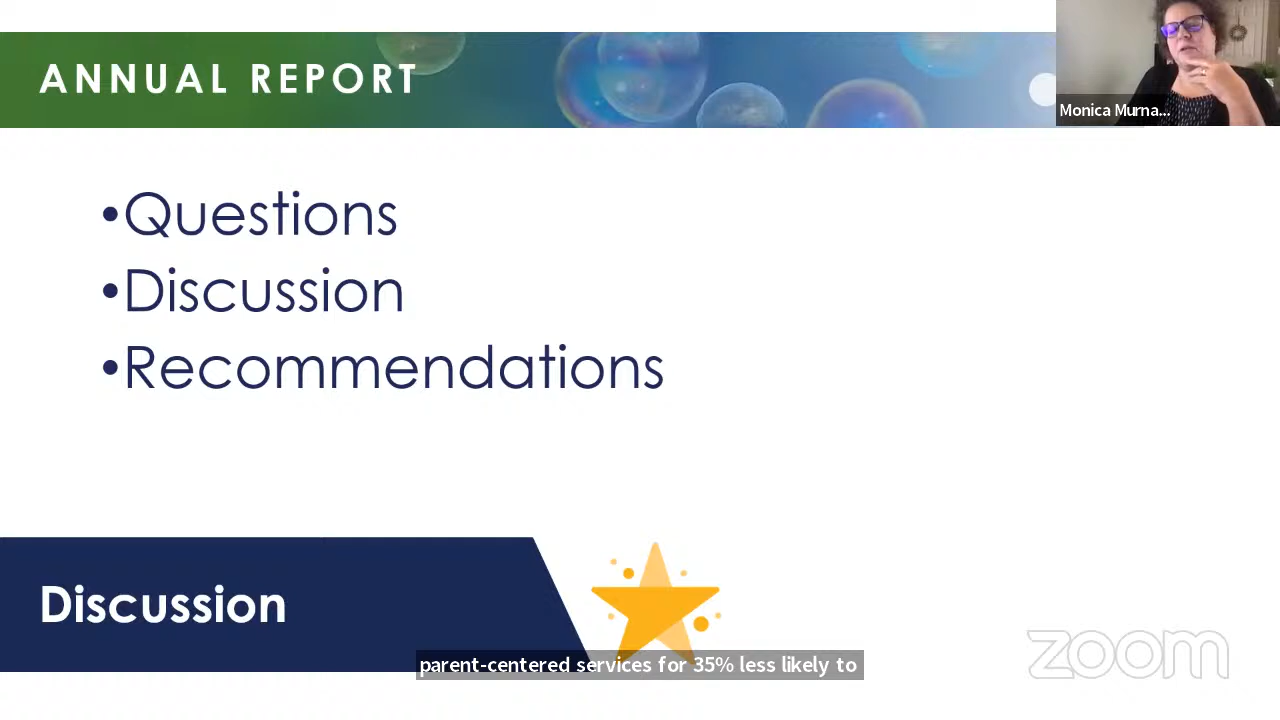 ANNUAL REPORT
Monica Murna...
•Questions
•Discussion
•Recommendations
Discussion
parent-centered services for 35% less likely to
zoom